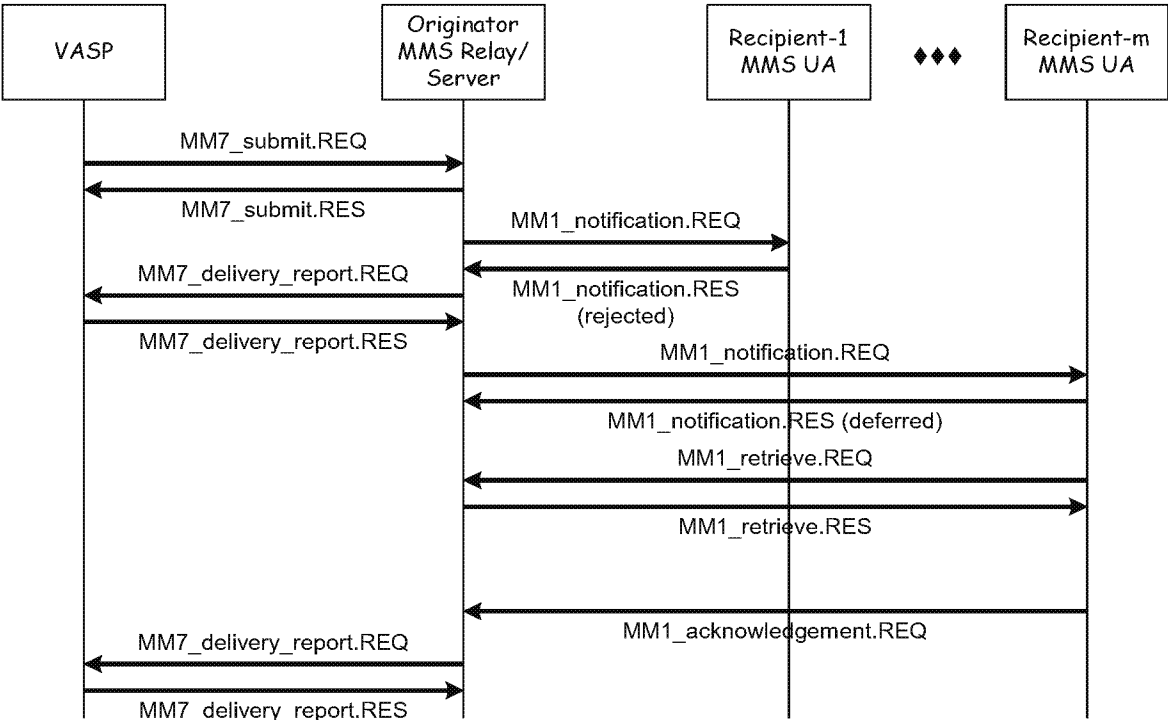 VASP
Originator
MMS Relay/
Server
Recipient-1
MMS UA
Recipient-m
MMS UA
MM7_submit.REQ
MM7_submit.RES
MM1_notification.REQ
MM7_delivery_report.REQ
MM1_notification.RES
(rejected)
MM7_delivery_report.RES
MM1_notification.REQ
MM1_notification.RES (deferred)
MM1_retrieve.REQ
MM1_retrieve.RES
MM1_acknowledgement.REQ
MM7_delivery_report.REQ
MM7_delivery_report.RES